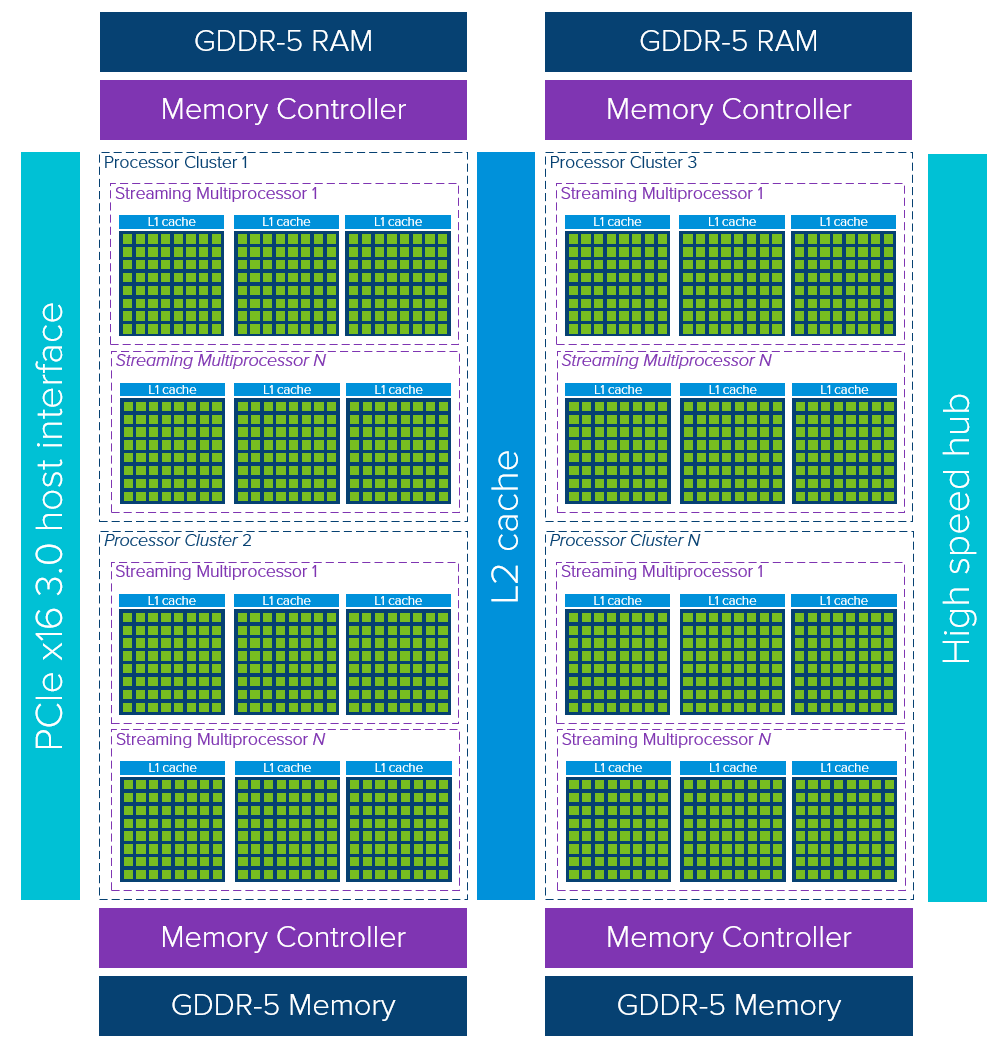 GDDR-5 RAM
GDDR-5 RAM
Memory Controller
Memory Controller
PCIe x16 3.0 host interface
Processor Cluster 1
Streaming Multiprocessor 1
L1 cache
L1 cache
L1 cache
Streaming Multiprocessor N
L1 cache
L1 cache
L1 cache
Processor Cluster 2
Streaming Multiprocessor 1
L1 cache
L1 cache
L1 cache
Streaming Multiprocessor N
L1 cache
L1 cache
L1 cache
L2 cache
Processor Cluster 3
Streaming Multiprocessor 1
L1 cache
L1 cache
L1 cache
Streaming Multiprocessor N
L1 cache
L1 cache
L1 cache
Processor Cluster N
Streaming Multiprocessor 1
L1 cache
L1 cache
L1 cache
Streaming Multiprocessor N
L1 cache
L1 cache
L1 cache
High speed hub
Memory Controller
Memory Controller
GDDR-5 Memory
GDDR-5 Memory